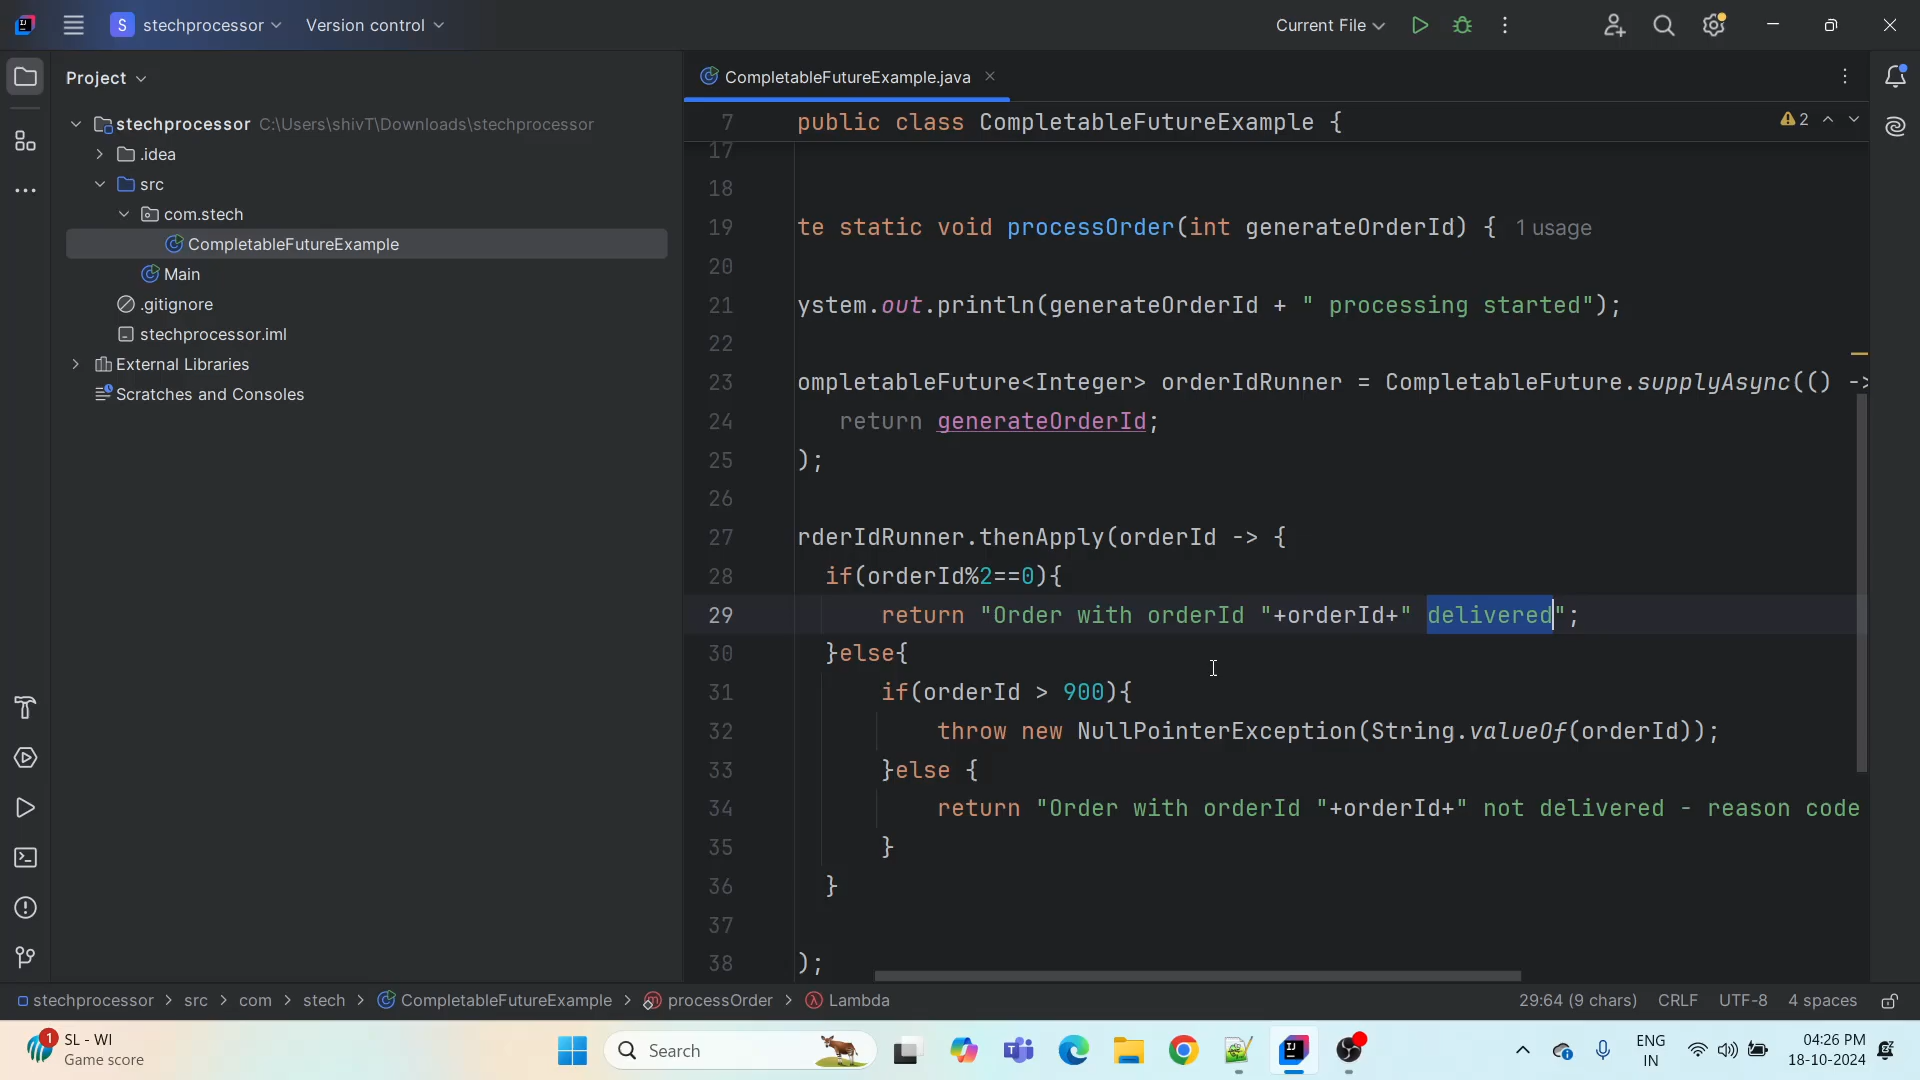 S stechprocessor Version control
Current File
Project
stechprocessor C:\Users\shivT\Downloads\stechprocessor
.idea
src
com.stech
CompletableFutureExample
Main
.gitignore
stechprocessor.iml
External Libraries
Scratches and Consoles
CompletableFutureExample.java
7 public class CompletableFutureExample {
2
17
18
19 te static void processOrder(int generateOrderId) { 1 usage
20
21 ystem.out.println(generateOrderId + " processing started");
22
23 ompletableFuture<Integer> orderIdRunner = CompletableFuture.supplyAsync(() ->
24 return generateOrderId;
25 );
26
27 rderIdRunner.thenApply(orderId -> {
28 if(orderId%2==0){
29 return "Order with orderId "+orderId+" delivered";
30 }else{
31 if(orderId > 900){
32 throw new NullPointerException(String.valueOf(orderId));
33 }else {
34 return "Order with orderId "+orderId+" not delivered - reason code
35 }
36 }
37
38 );
stechprocessor > src > com > stech > CompletableFutureExample > processOrder > Lambda
29:64 (9 chars) CRLF UTF-8 4 spaces
1 SL - WI
Game score
Search
ENG
IN
04:26 PM
18-10-2024